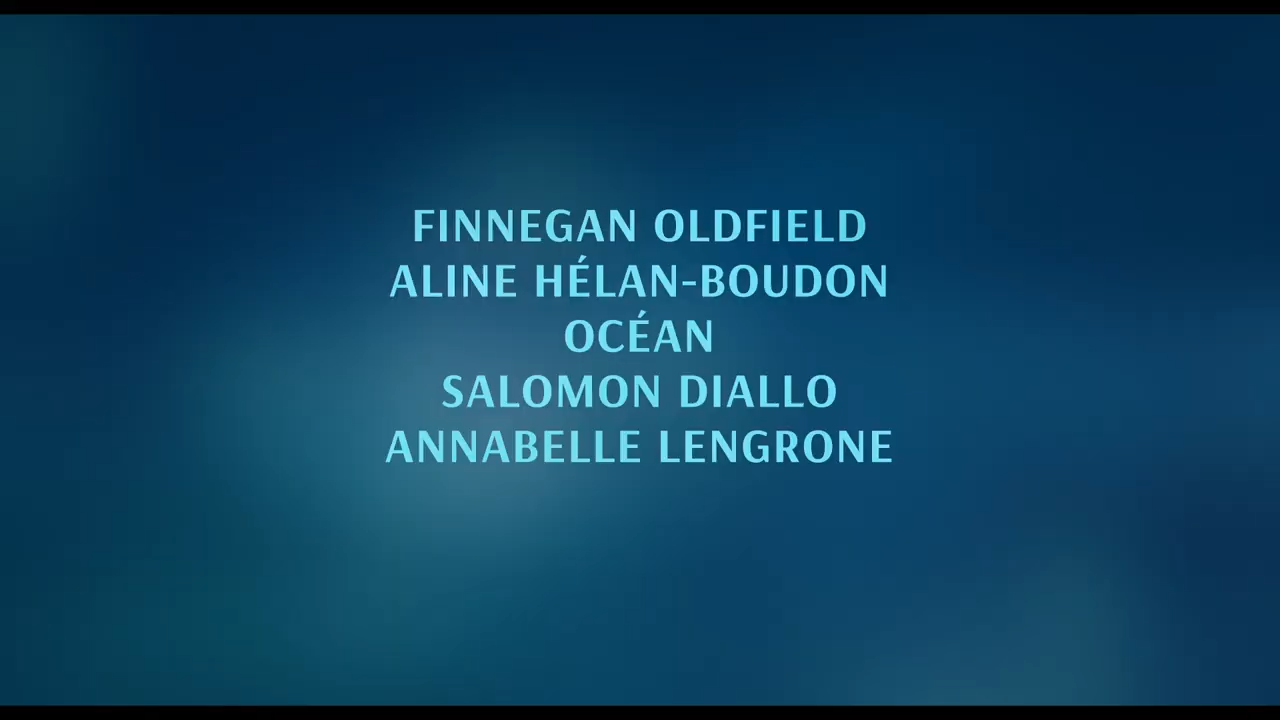 FINNEGAN OLDFIELD
ALINE HÉLAN-BOUDON
OCÉAN
SALOMON DIALLO
ANNABELLE LENGRONE